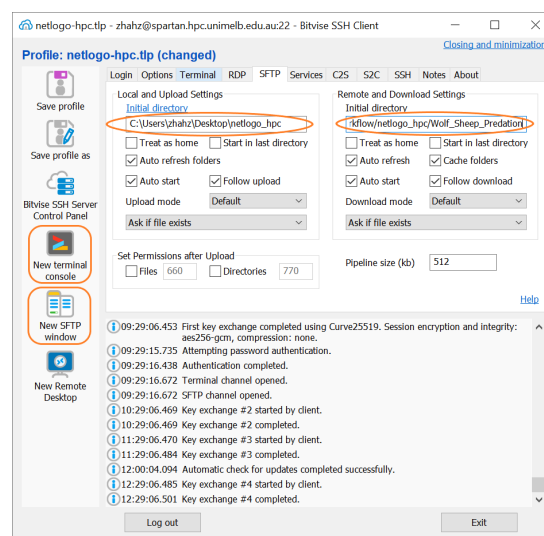 netlogo-hpc.tlp - zhahz@spartan.hpc.unimelb.edu.au:22 - Bitvise SSH Client
Profile: netlogo-hpc.tlp (changed)
Closing and minimization
Login Options Terminal RDP SFTP Services C2S S2C SSH Notes About
Save profile
Save profile as
Bitvise SSH Server
Control Panel
New terminal
console
New SFTP
window
New Remote
Desktop
Local and Upload Settings
Initial directory
C:\Users\zhahz\Desktop\netlogo_hpc
Treat as home Start in last directory
Auto refresh folders
Auto start Follow upload
Upload mode Default
Ask if file exists
Remote and Download Settings
Initial directory
rkflow/netlogo_hpc/Wolf_Sheep_Predation
Treat as home Start in last directory
Auto refresh Cache folders
Auto start Follow download
Download mode Default
Ask if file exists
Set Permissions after Upload
Files 660 Directories 770
Pipeline size (kb) 512
Help
09:29:06.453 First key exchange completed using Curve25519. Session encryption and integrity:
aes256-gcm, compression: none.
09:29:15.735 Attempting password authentication.
09:29:16.438 Authentication completed.
09:29:16.672 Terminal channel opened.
09:29:16.672 SFTP channel opened.
10:29:06.469 Key exchange #2 started by client.
10:29:06.469 Key exchange #2 completed.
11:29:06.470 Key exchange #3 started by client.
11:29:06.484 Key exchange #3 completed.
12:00:04.094 Automatic check for updates completed successfully.
12:29:06.485 Key exchange #4 started by client.
12:29:06.501 Key exchange #4 completed.
Log out
Exit